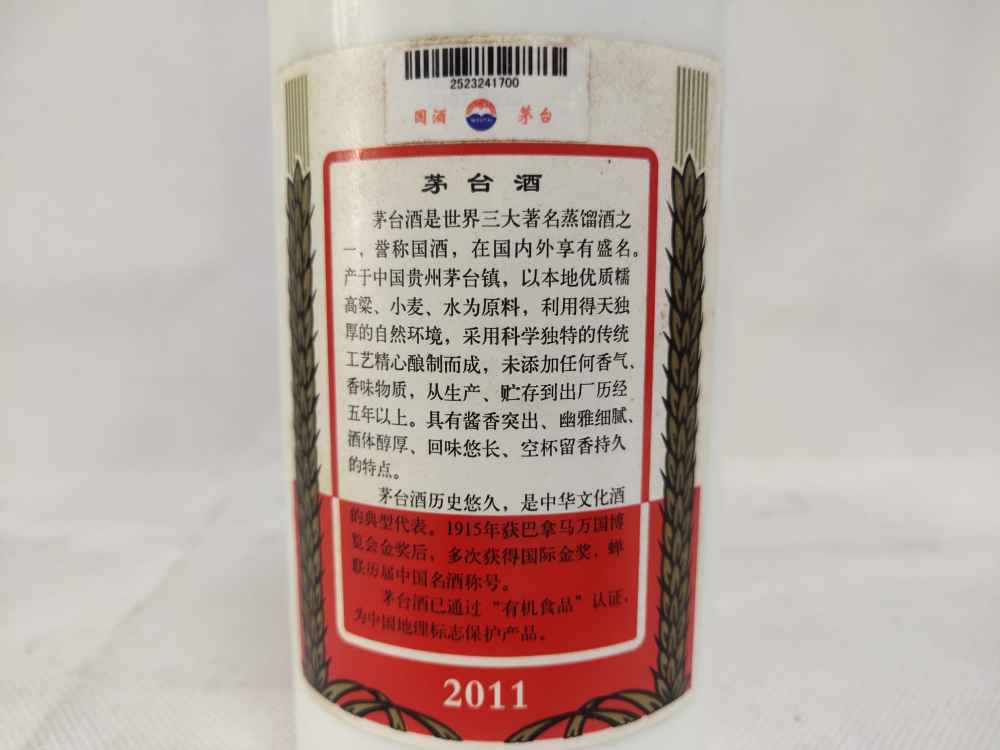 2523241700
国酒 MOUTAI 茅台
茅台酒
茅台酒是世界三大著名蒸馏酒之
一，誉称国酒，在国内外享有盛名。
产于中国贵州茅台镇，以本地优质糯
高粱、小麦、水为原料，利用得天独
厚的自然环境，采用科学独特的传统
工艺精心酿制而成，未添加任何香气、
香味物质，从生产、贮存到出厂历经
五年以上。具有酱香突出、幽雅细腻、
酒体醇厚、回味悠长、空杯留香持久
的特点。
茅台酒历史悠久，是中华文化酒
的典型代表。1915年获巴拿马万国博
览会金奖后，多次获得国际金奖，蝉
联历届中国名酒称号。
茅台酒已通过“有机食品”认证，
为中国地理标志保护产品。
2011